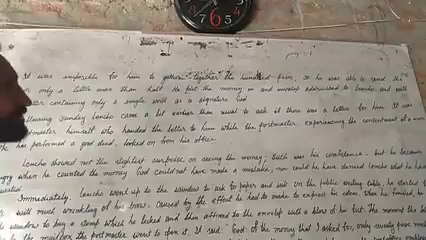 6
It was impossible for him to gather together the hundred pesos, so he was able to send
only a little more than half. He put the money in an envelop addressed to Lencho and with
containing only a single word as a signature God
following sunday Lencho came a bit earlier than usual to ask if there was a letter for him. It was
postmaster himself who handed the letter to him while the postmaster experiencing the contentment of a
he has performed a good deed, looked on from his office
Lencho showed not the slightest surprise on seeing the money; Such was his confidence - but he became
angry when he counted the money God could not have made a mistake, nor could he have denied Lencho what he had
Immediately, Lencho went up to the window to ask for paper and ink on the public writing table, he started to
with much wrinkling of his brow, caused by the effort he had to make to express his ideas. When he finished, he
window to buy a stamp which he licked and then affixed to the envelop with a blow of his fist. The moment the
the mailbox the postmaster went to open it. It said: "God: of the money that I asked for, only seventy pesos